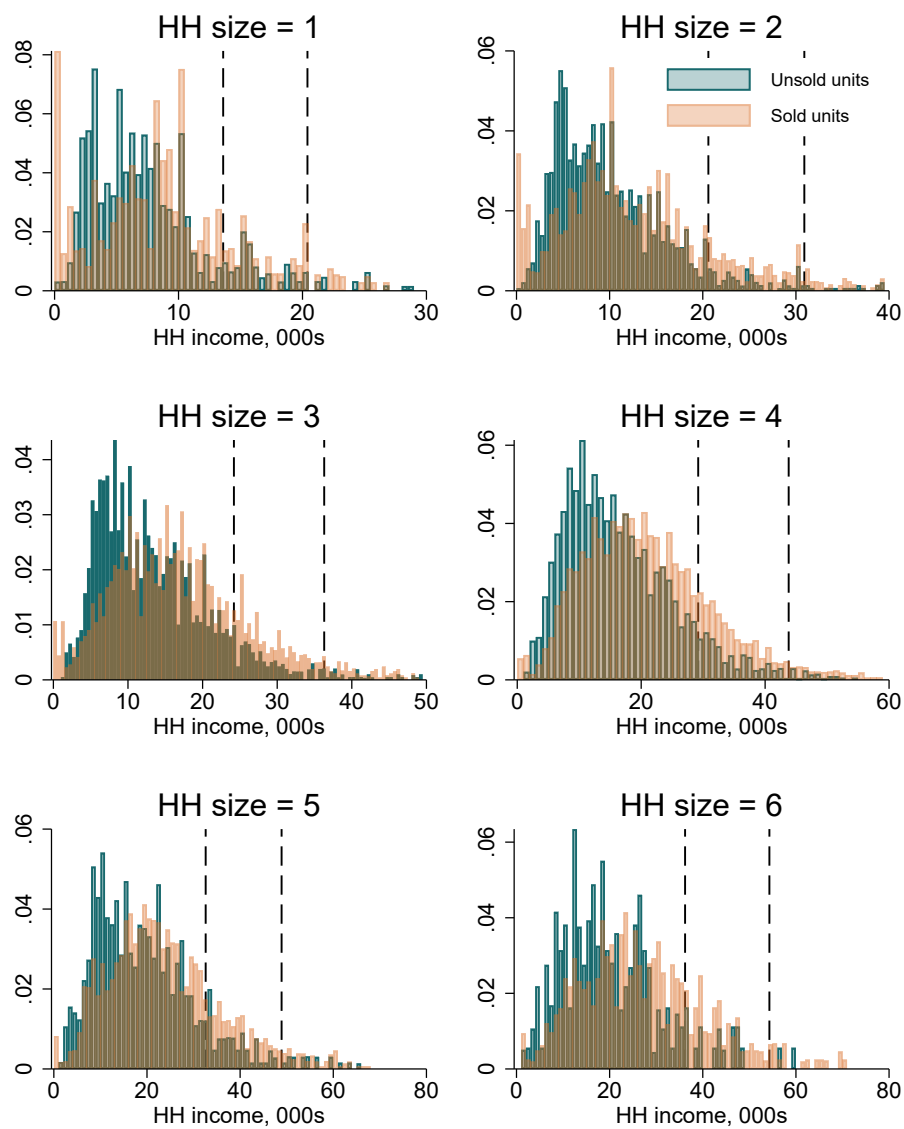 HH size = 1
.08
.06
.04
.02
0
0 10 20 30
HH income, 000s
HH size = 2
Unsold units
Sold units
.06
.04
.02
0
0 10 20 30 40
HH income, 000s
HH size = 3
.04
.03
.02
.01
0
0 10 20 30 40 50
HH income, 000s
HH size = 4
.06
.04
.02
0
0 20 40 60
HH income, 000s
HH size = 5
.06
.04
.02
0
0 20 40 60 80
HH income, 000s
HH size = 6
.06
.04
.02
0
0 20 40 60 80
HH income, 000s